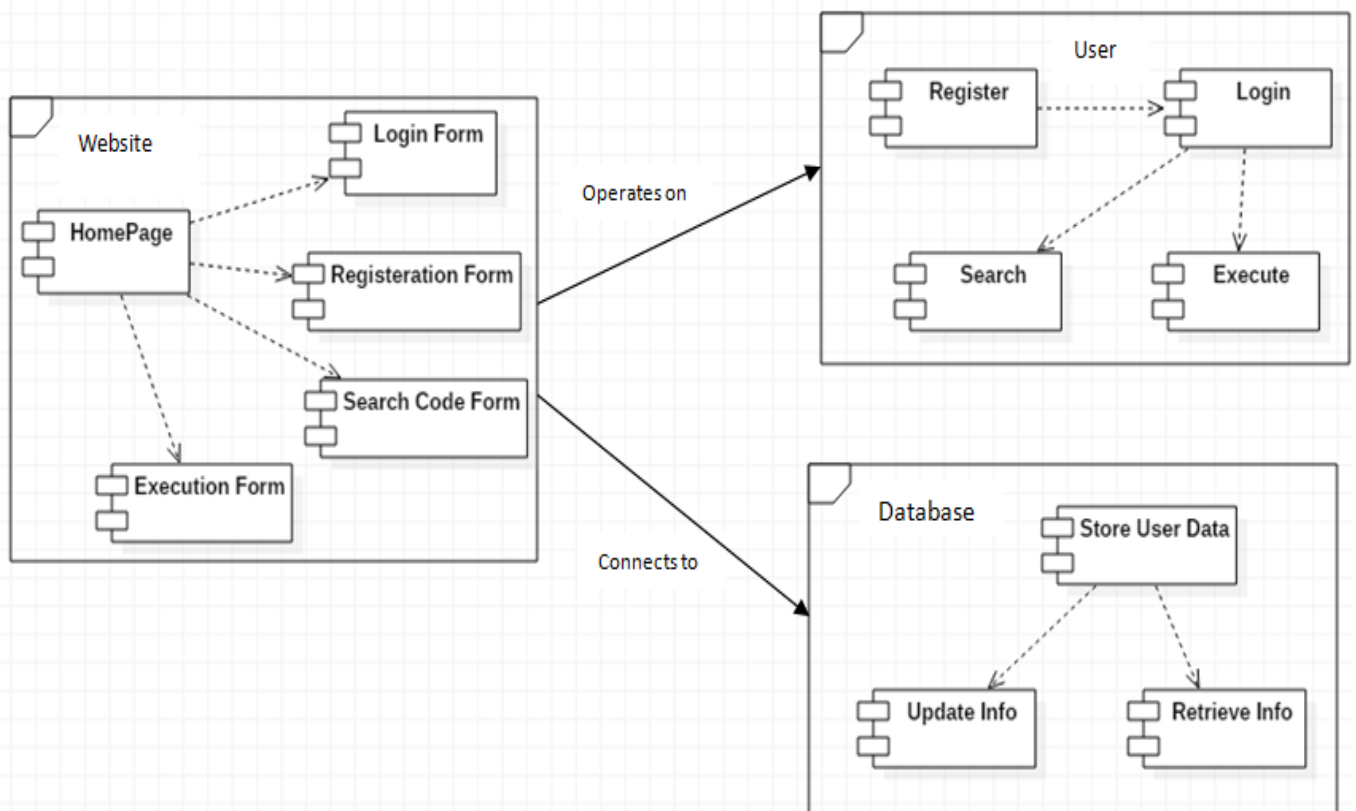 Website
Login Form
HomePage
Registeration Form
Search Code Form
Execution Form
Operates on
Connects to
User
Register
Login
Search
Execute
Database
Store User Data
Update Info
Retrieve Info